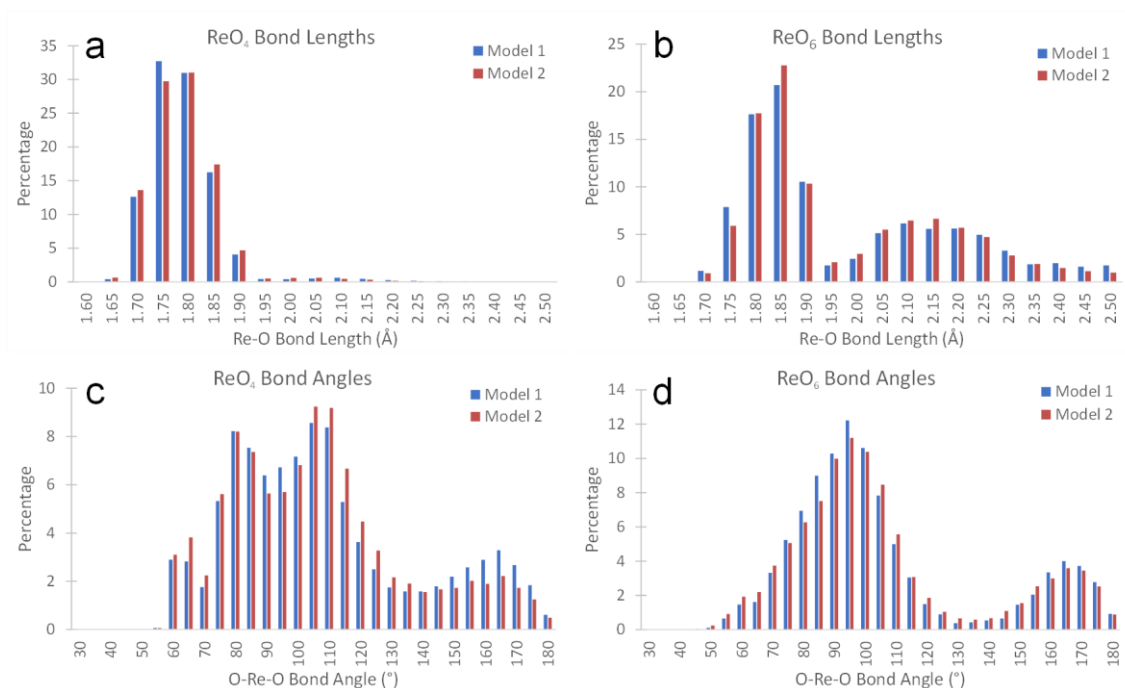 a
ReO₄ Bond Lengths
Model 1
Model 2
Percentage
35
30
25
20
15
10
5
0
1.60 1.65 1.70 1.75 1.80 1.85 1.90 1.95 2.00 2.05 2.10 2.15 2.20 2.25 2.30 2.35 2.40 2.45 2.50
Re-O Bond Length (Å)
b
ReO₆ Bond Lengths
Model 1
Model 2
Percentage
25
20
15
10
5
0
1.60 1.65 1.70 1.75 1.80 1.85 1.90 1.95 2.00 2.05 2.10 2.15 2.20 2.25 2.30 2.35 2.40 2.45 2.50
Re-O Bond Length (Å)
c
ReO₄ Bond Angles
Model 1
Model 2
Percentage
10
8
6
4
2
0
30 40 50 60 70 80 90 100 110 120 130 140 150 160 170 180
O-Re-O Bond Angle (°)
d
ReO₆ Bond Angles
Model 1
Model 2
Percentage
14
12
10
8
6
4
2
0
30 40 50 60 70 80 90 100 110 120 130 140 150 160 170 180
O-Re-O Bond Angle (°)